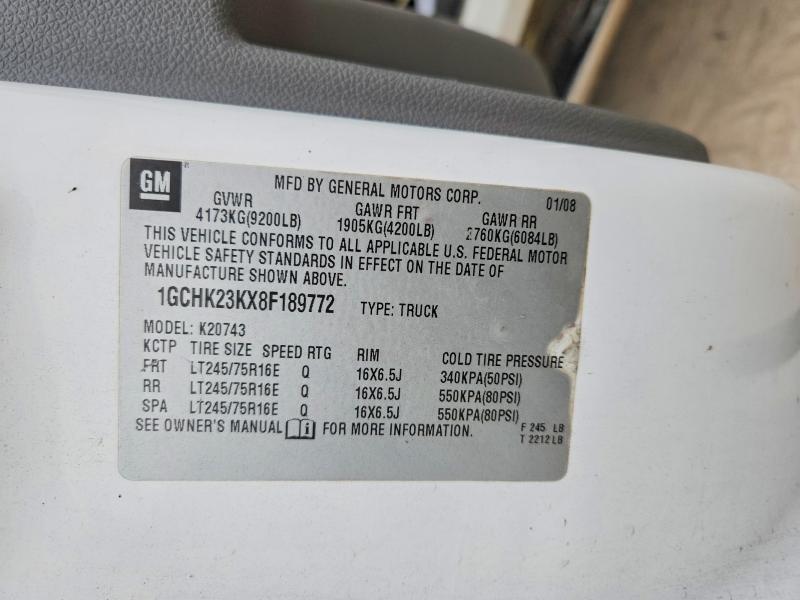 GM
MFD BY GENERAL MOTORS CORP. 01/08
GVWR GAWR FRT GAWR RR
4173KG(9200LB) 1905KG(4200LB) 2760KG(6084LB)
THIS VEHICLE CONFORMS TO ALL APPLICABLE U.S. FEDERAL MOTOR
VEHICLE SAFETY STANDARDS IN EFFECT ON THE DATE OF
MANUFACTURE SHOWN ABOVE.
1GCHK23KX8F189772 TYPE: TRUCK
MODEL: K20743
KCTP TIRE SIZE SPEED RTG RIM COLD TIRE PRESSURE
FRT LT245/75R16E Q 16X6.5J 340KPA(50PSI)
RR LT245/75R16E Q 16X6.5J 550KPA(80PSI)
SPA LT245/75R16E Q 16X6.5J 550KPA(80PSI)
SEE OWNER'S MANUAL i FOR MORE INFORMATION.
F 245 LB
T 2212 LB